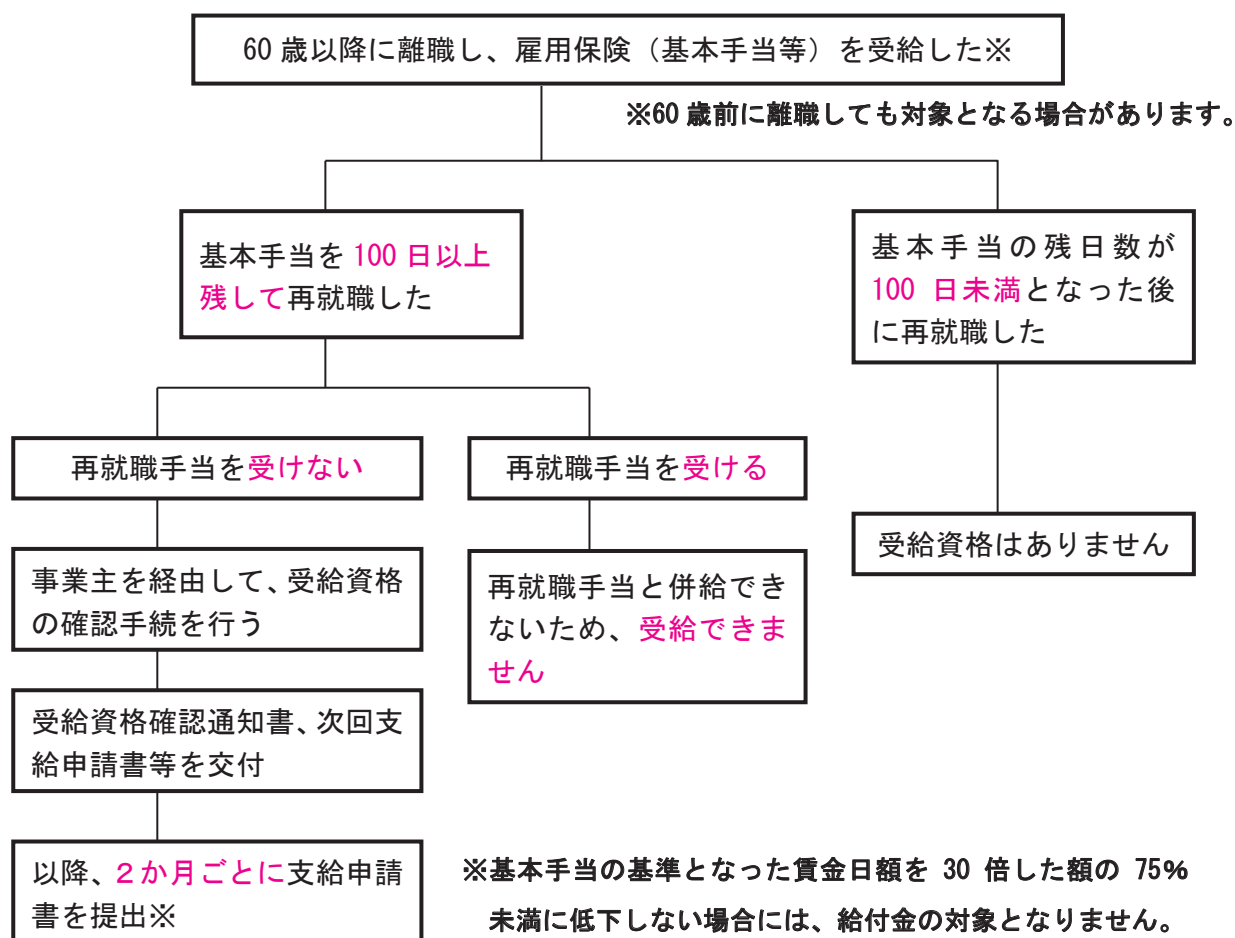 60歳以降に離職し、雇用保険（基本手当等）を受給した※
※60歳前に離職しても対象となる場合があります。
基本手当を100日以上
残して再就職した
基本手当の残日数が
100日未満となった後
に再就職した
再就職手当を受けない
再就職手当を受ける
受給資格はありません
事業主を経由して、受給資格
の確認手続を行う
再就職手当と併給でき
ないため、受給できま
せん
受給資格確認通知書、次回支
給申請書等を交付
以降、２か月ごとに支給申請
書を提出※
※基本手当の基準となった賃金日額を 30 倍した額の 75%
未満に低下しない場合には、給付金の対象となりません。